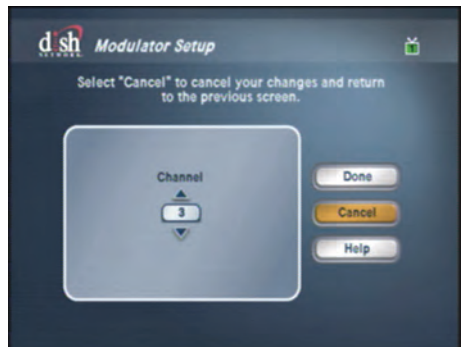 dish Modulator Setup
NETWORK
1
Select "Cancel" to cancel your changes and return
to the previous screen.
Channel
3
Done
Cancel
Help